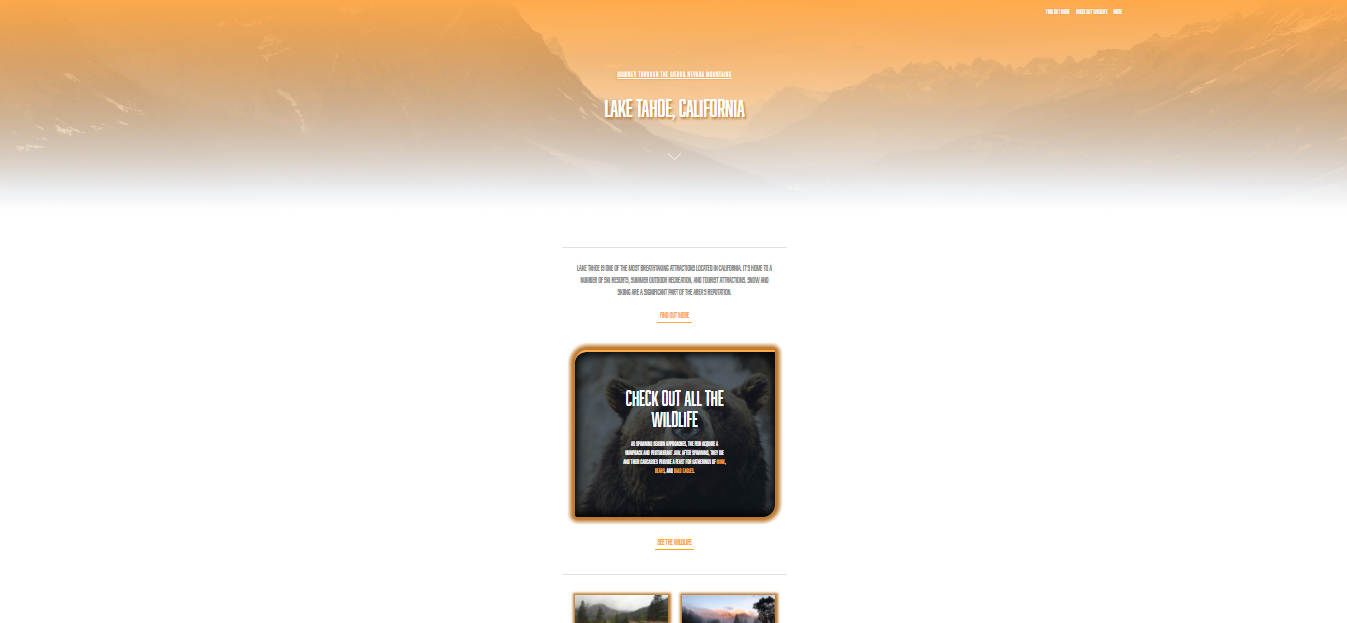 FIND OUT MORE CHECK OUT WILDLIFE MORE
JOURNEY THROUGH THE SIERRA NEVADA MOUNTAINS
LAKE TAHOE, CALIFORNIA
LAKE TAHOE IS ONE OF THE MOST BREATHTAKING ATTRACTIONS LOCATED IN CALIFORNIA. IT'S HOME TO A
NUMBER OF SKI RESORTS, SUMMER OUTDOOR RECREATION, AND TOURIST ATTRACTIONS. SNOW AND
SKIING ARE A SIGNIFICANT PART OF THE AREA'S REPUTATION.
FIND OUT MORE
CHECK OUT ALL THE
WILDLIFE
AS SPAWNING SEASON APPROACHES, THE FISH ACQUIRE A
HUMPBACK AND PROTUBERANT JAW. AFTER SPAWNING, THEY DIE
AND THEIR CARCASSES PROVIDE A FEAST FOR GATHERINGS OF MINK,
BEARS, AND BALD EAGLES.
SEE THE WILDLIFE